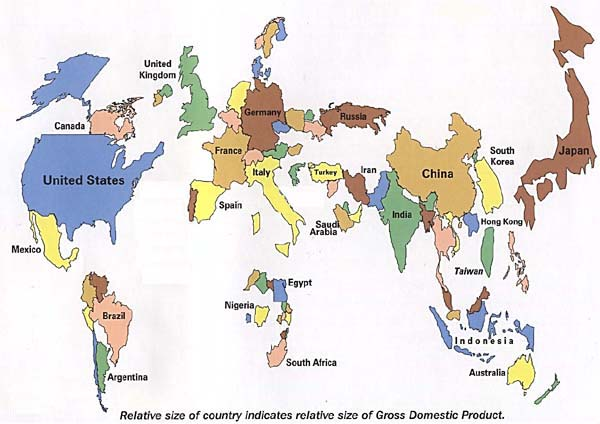 United
Kingdom
Canada
Germany
Russia
France
United States
Italy
Turkey
Iran
China
South
Korea
Japan
Spain
Mexico
Saudi
Arabia
India
Hong Kong
Taiwan
Egypt
Nigeria
Brazil
Indonesia
South Africa
Argentina
Australia
Relative size of country indicates relative size of Gross Domestic Product.